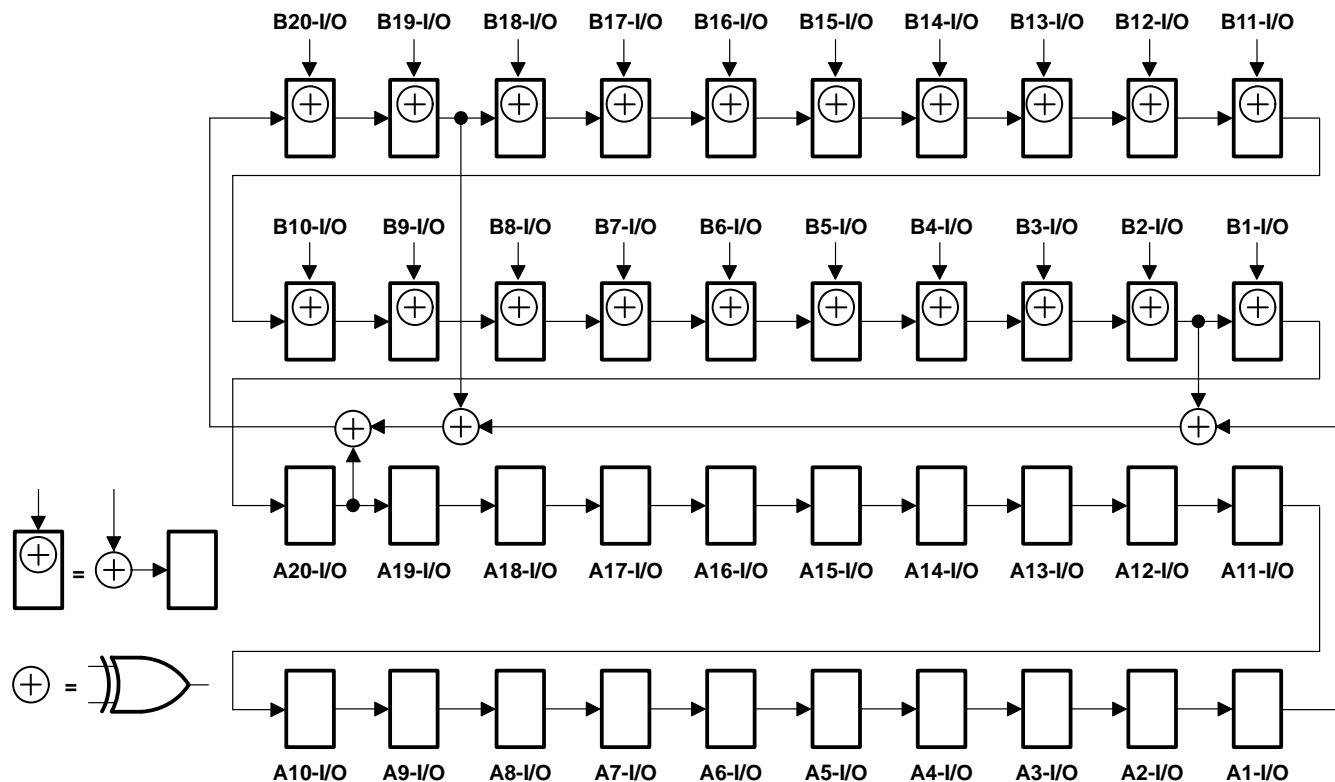 B20-I/O B19-I/O B18-I/O B17-I/O B16-I/O B15-I/O B14-I/O B13-I/O B12-I/O B11-I/O
B10-I/O B9-I/O B8-I/O B7-I/O B6-I/O B5-I/O B4-I/O B3-I/O B2-I/O B1-I/O
A20-I/O A19-I/O A18-I/O A17-I/O A16-I/O A15-I/O A14-I/O A13-I/O A12-I/O A11-I/O
=
=
A10-I/O A9-I/O A8-I/O A7-I/O A6-I/O A5-I/O A4-I/O A3-I/O A2-I/O A1-I/O